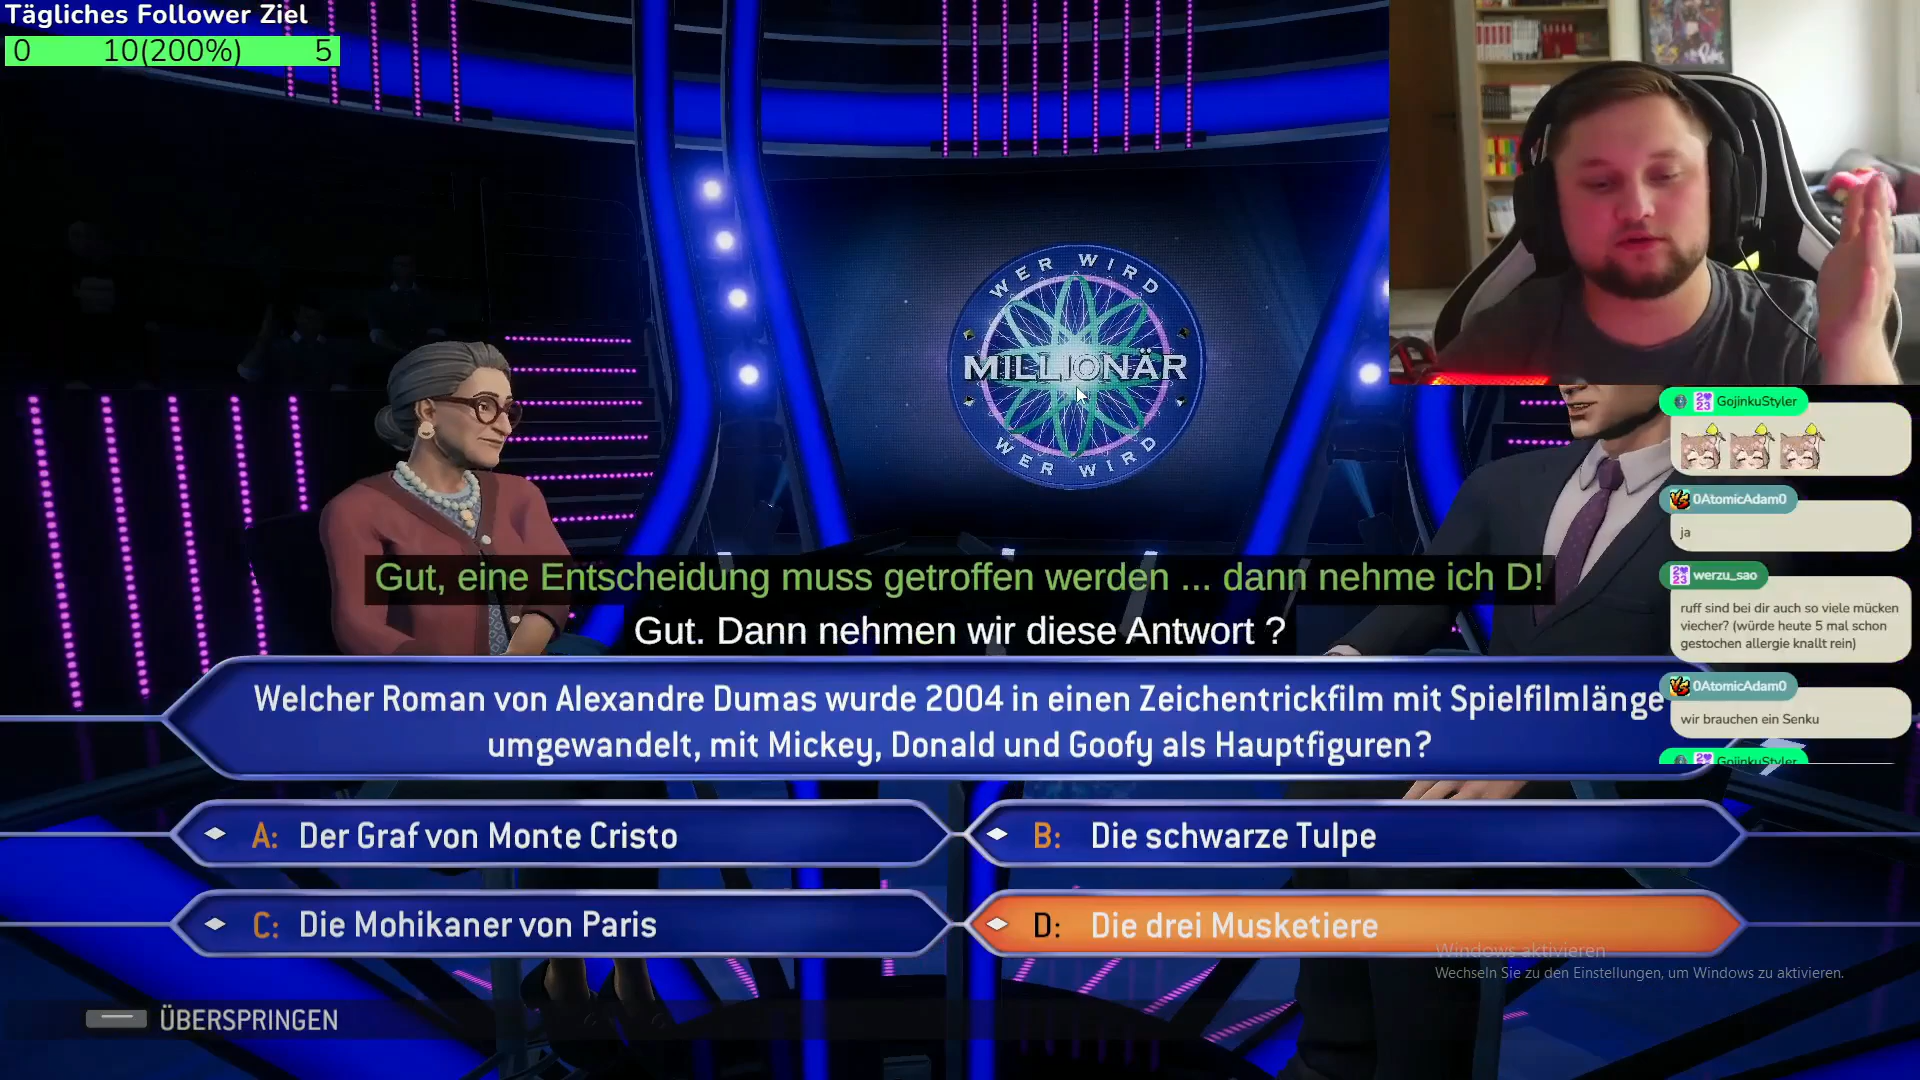 Tägliches Follower Ziel
0 10(200%) 5
WER WIRD
MILLIONÄR
WER WIRD
GojinkuStyler
0AtomicAdam0
ja
werzu_sao
ruff sind bei dir auch so viele mücken
viecher? (würde heute 5 mal schon
gestochen allergie knallt rein)
0AtomicAdam0
wir brauchen ein Senku
GojinkuStyler
Gut, eine Entscheidung muss getroffen werden ... dann nehme ich D!
Gut. Dann nehmen wir diese Antwort ?
Welcher Roman von Alexandre Dumas wurde 2004 in einen Zeichentrickfilm mit Spielfilmlänge
umgewandelt, mit Mickey, Donald und Goofy als Hauptfiguren?
A: Der Graf von Monte Cristo
B: Die schwarze Tulpe
C: Die Mohikaner von Paris
D: Die drei Musketiere
Windows aktivieren
Wechseln Sie zu den Einstellungen, um Windows zu aktivieren.
ÜBERSPRINGEN